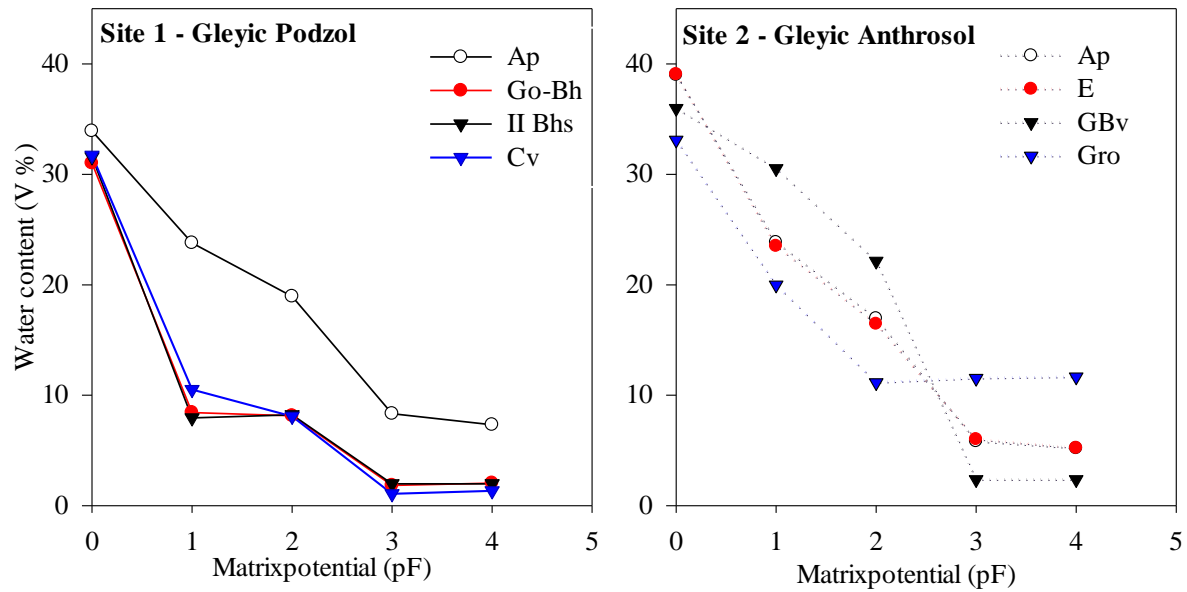 Site 1 - Gleyic Podzol
Ap
Go-Bh
II Bhs
Cv
Water content (V %)
40
30
20
10
0
0 1 2 3 4 5
Matrixpotential (pF)
Site 2 - Gleyic Anthrosol
Ap
E
GBv
Gro
40
30
20
10
0
0 1 2 3 4 5
Matrixpotential (pF)